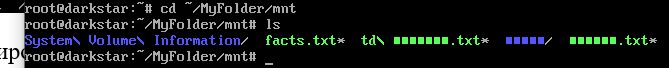 root@darkstar:~# cd ~/MyFolder/mnt
/root@darkstar:~/MyFolder/mnt# ls
System\ Volume\ Information/  facts.txt*  td\ ■■■■■■■.txt*  ■■■■■/  ■■■■■■.txt*
/root@darkstar:~/MyFolder/mnt# _